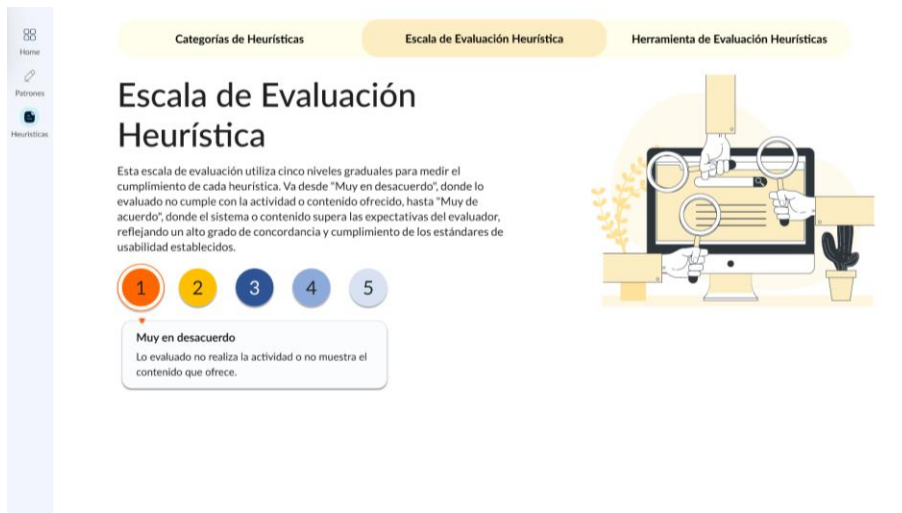 Home
Patrones
Heurísticas
Categorías de Heurísticas
Escala de Evaluación Heurística
Herramienta de Evaluación Heurísticas
Escala de Evaluación
Heurística
Esta escala de evaluación utiliza cinco niveles graduales para medir el
cumplimiento de cada heurística. Va desde "Muy en desacuerdo", donde lo
evaluado no cumple con la actividad o contenido ofrecido, hasta "Muy de
acuerdo", donde el sistema o contenido supera las expectativas del evaluador,
reflejando un alto grado de concordancia y cumplimiento de los estándares de
usabilidad establecidos.
1 2 3 4 5
Muy en desacuerdo
Lo evaluado no realiza la actividad o no muestra el
contenido que ofrece.